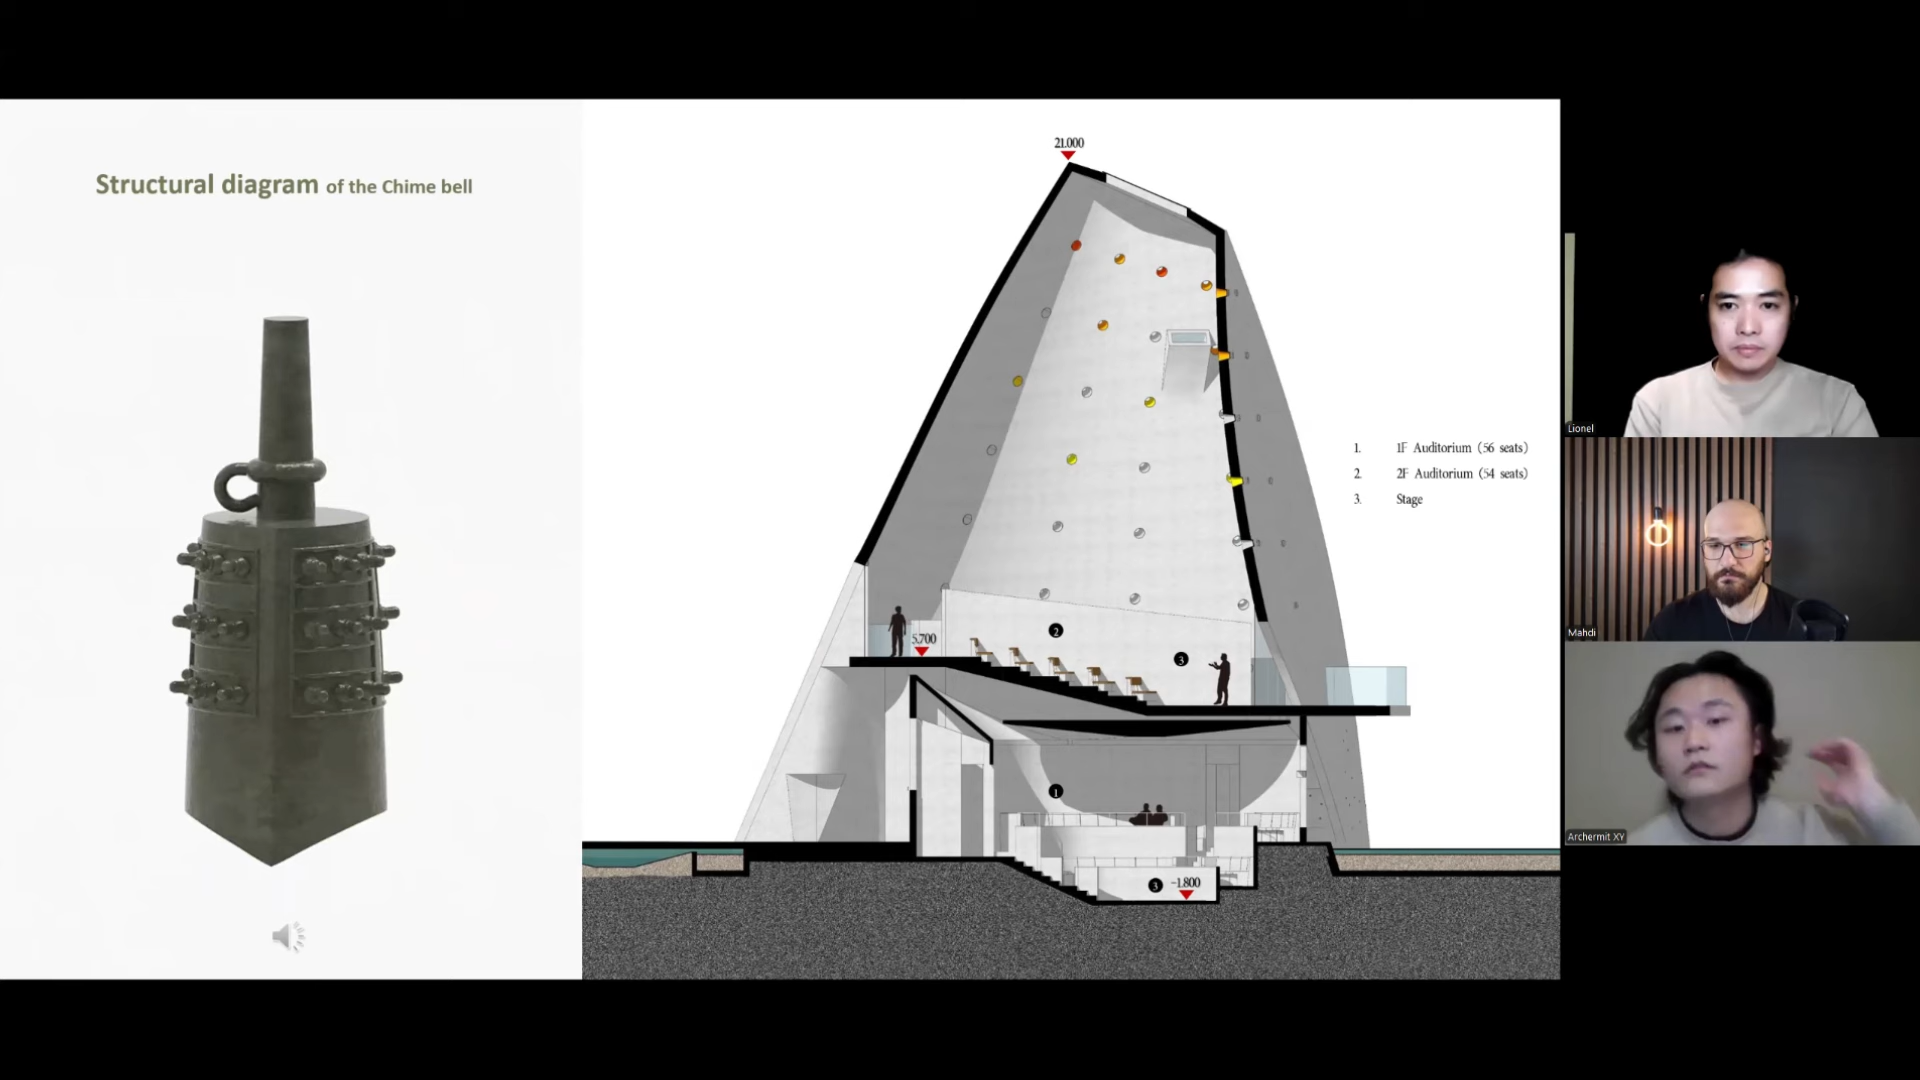 Structural diagram of the Chime bell
21.000
1. 1F Auditorium (56 seats)
2. 2F Auditorium (54 seats)
3. Stage
5.700
2
3
1
3
-1.800
Lionel
Mahdi
Archermit XY